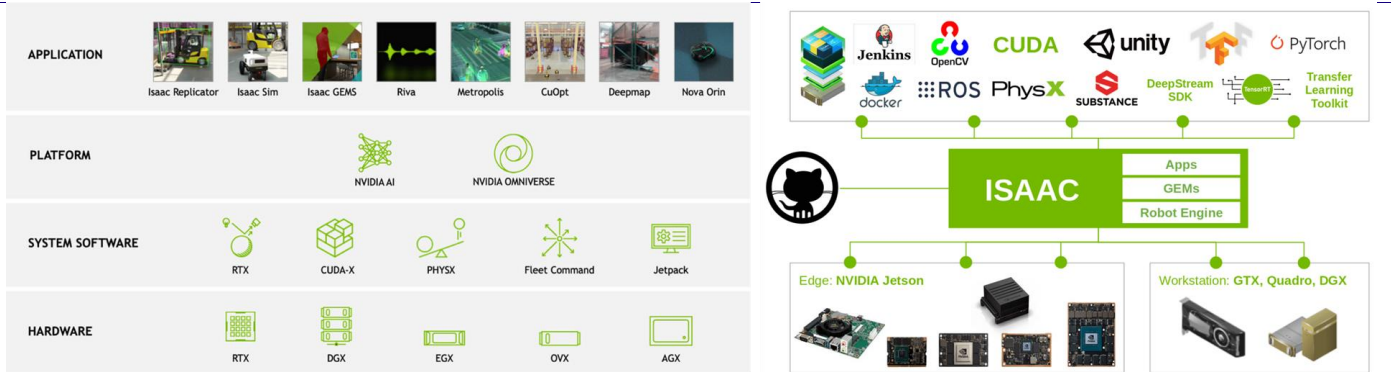 APPLICATION
Isaac Replicator
Isaac Sim
Isaac GEMS
Riva
Metropolis
CuOpt
Deepmap
Nova Orin
PLATFORM
NVIDIA AI
NVIDIA OMNIVERSE
SYSTEM SOFTWARE
RTX
CUDA-X
PHYSX
Fleet Command
Jetpack
HARDWARE
RTX
DGX
EGX
OVX
AGX
Jenkins
OpenCV
CUDA
unity
PyTorch
docker
ROS
PhysX
SUBSTANCE
DeepStream
SDK
TensorRT
Transfer
Learning
Toolkit
ISAAC
Apps
GEMs
Robot Engine
Edge: NVIDIA Jetson
Workstation: GTX, Quadro, DGX